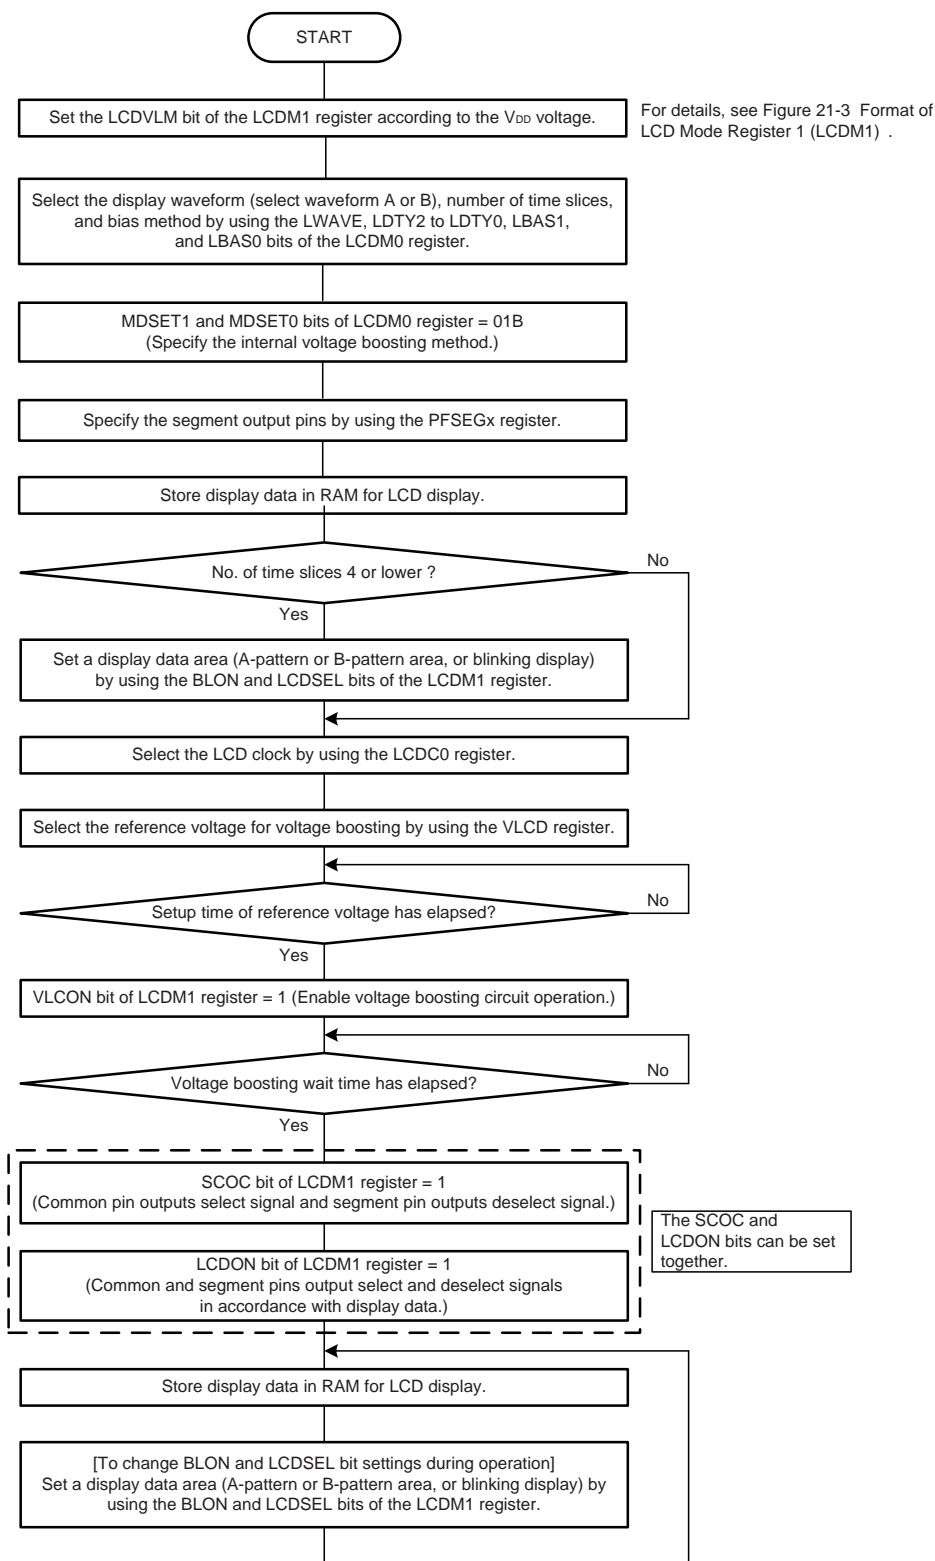 START
Set the LCDVLM bit of the LCDM1 register according to the VDD voltage.
For details, see Figure 21-3 Format of
LCD Mode Register 1 (LCDM1) .
Select the display waveform (select waveform A or B), number of time slices,
and bias method by using the LWAVE, LDTY2 to LDTY0, LBAS1,
and LBAS0 bits of the LCDM0 register.
MDSET1 and MDSET0 bits of LCDM0 register = 01B
(Specify the internal voltage boosting method.)
Specify the segment output pins by using the PFSEGx register.
Store display data in RAM for LCD display.
No. of time slices 4 or lower ?
No
Yes
Set a display data area (A-pattern or B-pattern area, or blinking display)
by using the BLON and LCDSEL bits of the LCDM1 register.
Select the LCD clock by using the LCDC0 register.
Select the reference voltage for voltage boosting by using the VLCD register.
Setup time of reference voltage has elapsed?
No
Yes
VLCON bit of LCDM1 register = 1 (Enable voltage boosting circuit operation.)
Voltage boosting wait time has elapsed?
No
Yes
SCOC bit of LCDM1 register = 1
(Common pin outputs select signal and segment pin outputs deselect signal.)
The SCOC and
LCDON bits can be set
together.
LCDON bit of LCDM1 register = 1
(Common and segment pins output select and deselect signals
in accordance with display data.)
Store display data in RAM for LCD display.
[To change BLON and LCDSEL bit settings during operation]
Set a display data area (A-pattern or B-pattern area, or blinking display) by
using the BLON and LCDSEL bits of the LCDM1 register.